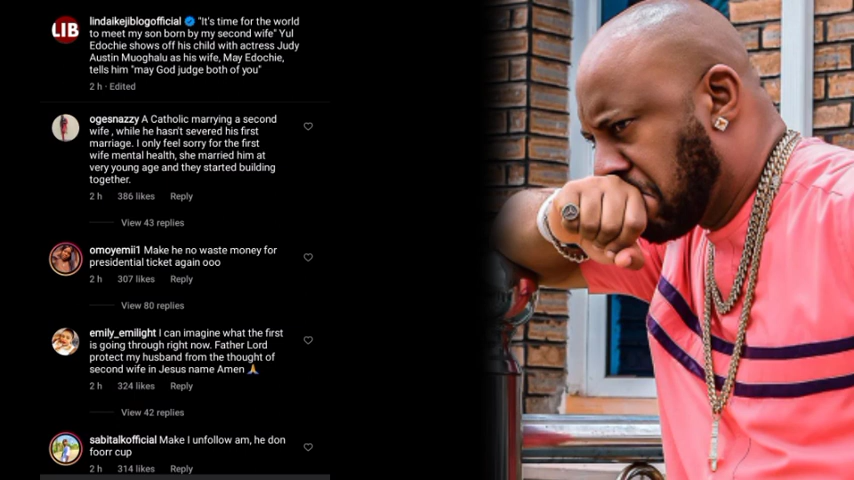 LIB
lindaikejiblogofficial "It's time for the world
to meet my son born by my second wife" Yul
Edochie shows off his child with actress Judy
Austin Muoghalu as his wife, May Edochie,
tells him "may God judge both of you"
2 h · Edited
ogesnazzy A Catholic marrying a second
wife , while he hasn't severed his first
marriage. I only feel sorry for the first
wife mental health, she married him at
very young age and they started building
together.
2 h 386 likes Reply
View 43 replies
omoyemii1 Make he no waste money for
presidential ticket again ooo
2 h 307 likes Reply
View 80 replies
emily_emilight I can imagine what the first
is going through right now. Father Lord
protect my husband from the thought of
second wife in Jesus name Amen 🙏
2 h 324 likes Reply
View 42 replies
sabitalkofficial Make I unfollow am, he don
foorr cup
2 h 314 likes Reply